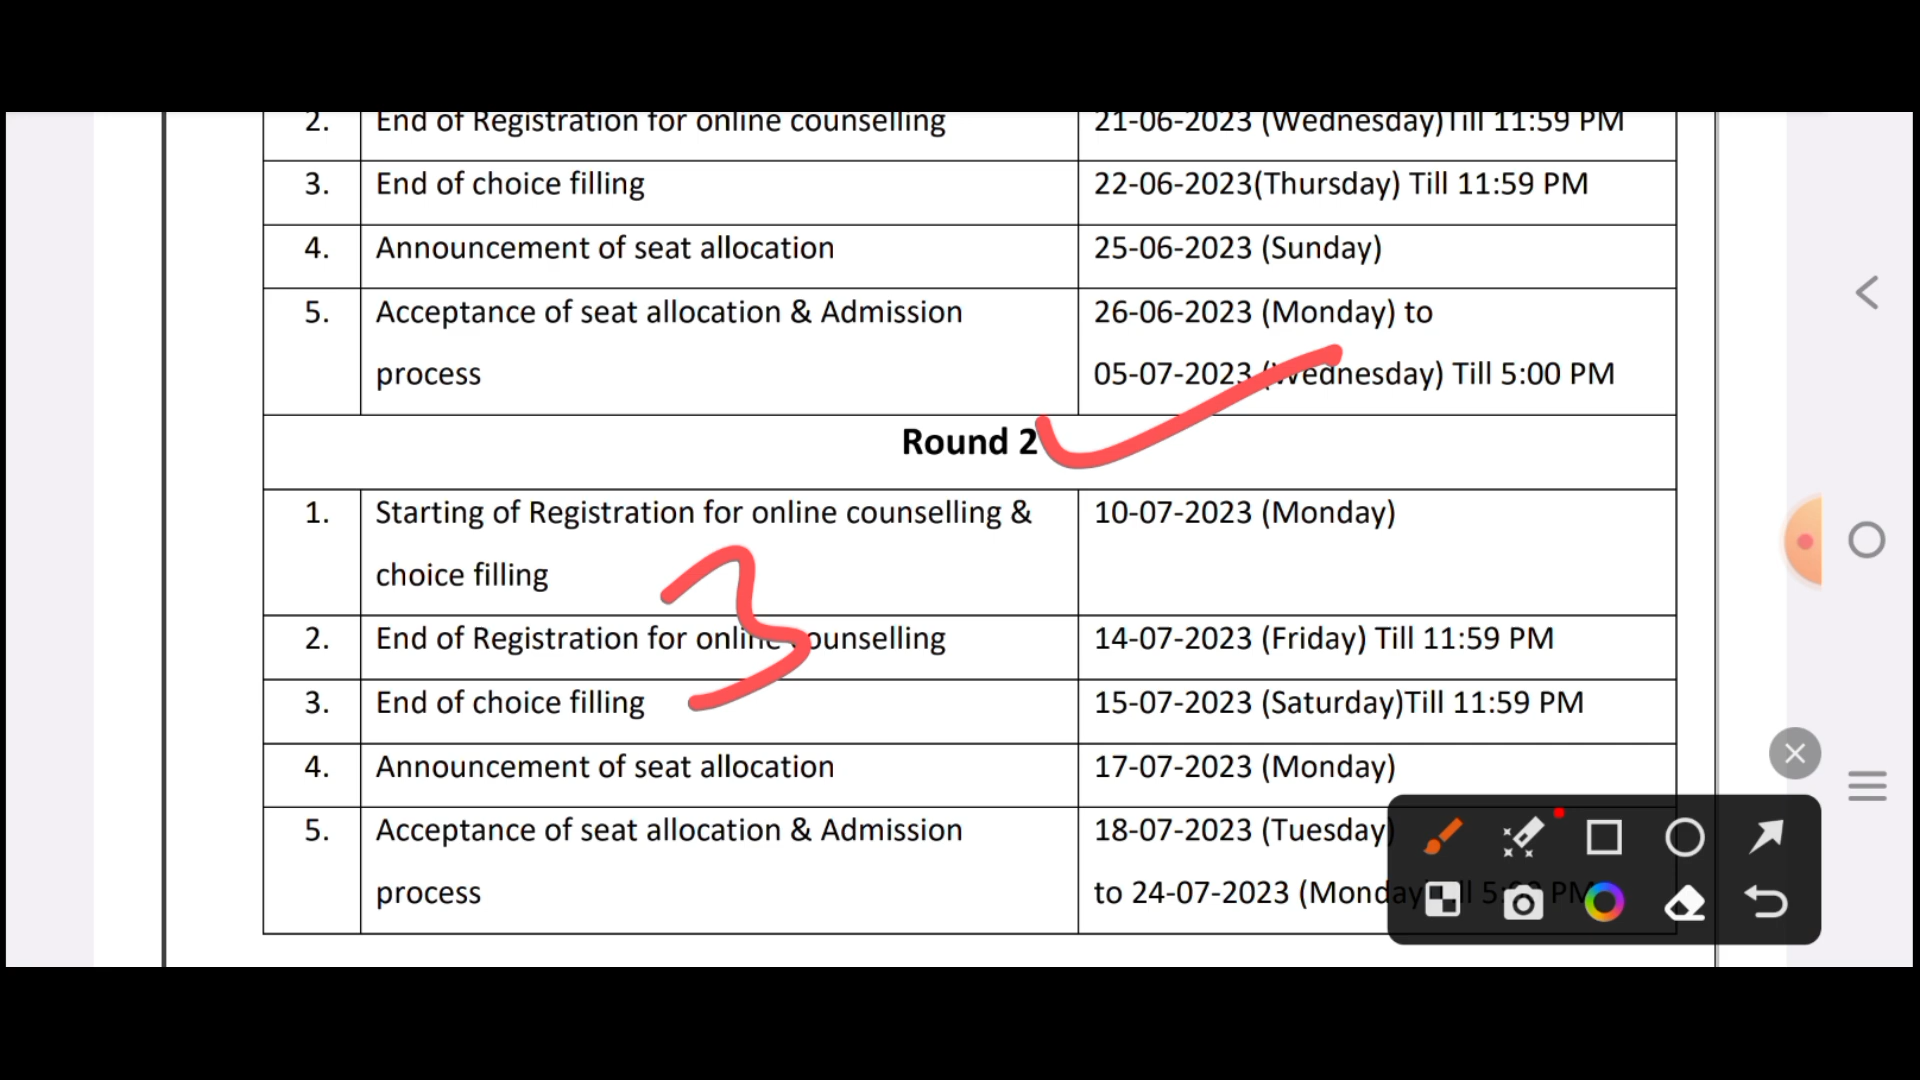 2. End of Registration for online counselling 21-06-2023 (Wednesday)Till 11:59 PM
3. End of choice filling 22-06-2023(Thursday) Till 11:59 PM
4. Announcement of seat allocation 25-06-2023 (Sunday)
5. Acceptance of seat allocation & Admission 26-06-2023 (Monday) to
process 05-07-2023 (Wednesday) Till 5:00 PM
Round 2
1. Starting of Registration for online counselling & 10-07-2023 (Monday)
choice filling
3
2. End of Registration for online counselling 14-07-2023 (Friday) Till 11:59 PM
3. End of choice filling 15-07-2023 (Saturday)Till 11:59 PM
4. Announcement of seat allocation 17-07-2023 (Monday)
5. Acceptance of seat allocation & Admission 18-07-2023 (Tuesday)
process to 24-07-2023 (Monday PM